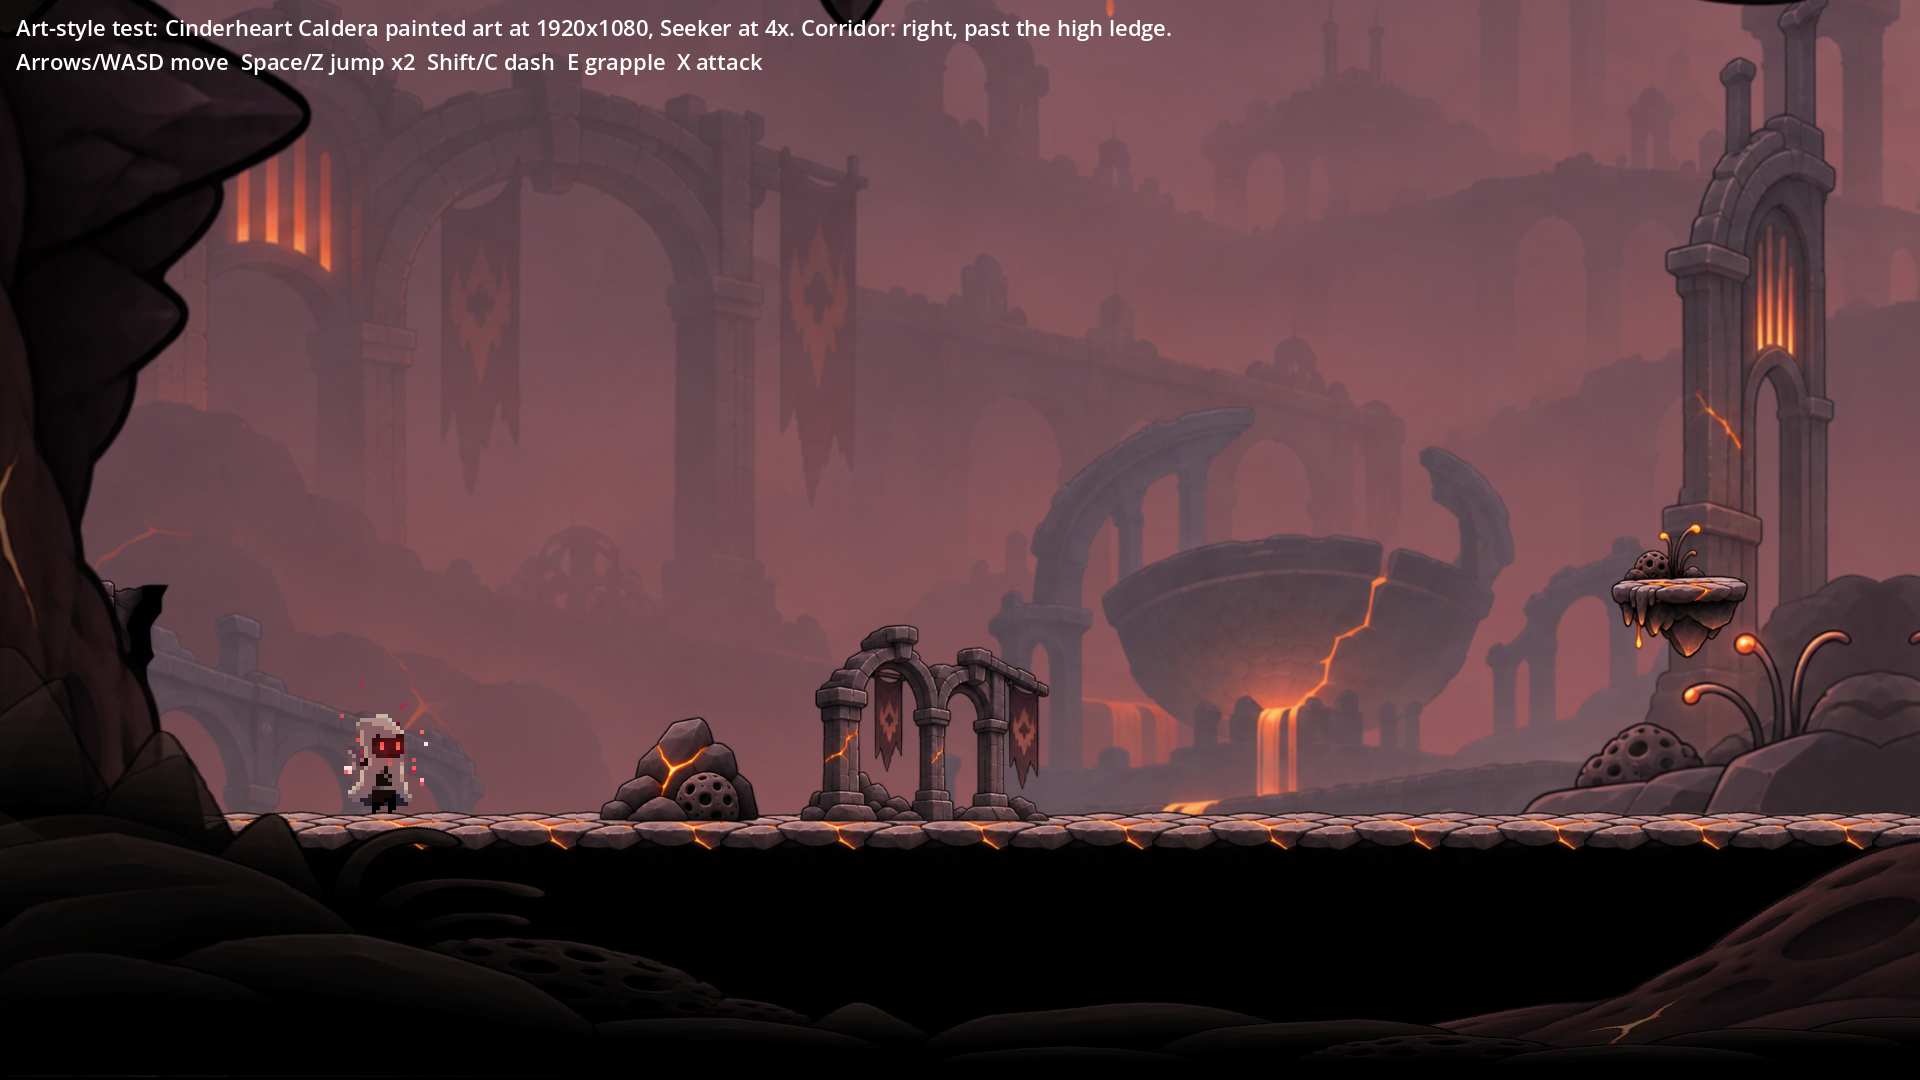 Art-style test: Cinderheart Caldera painted art at 1920x1080, Seeker at 4x. Corridor: right, past the high ledge.
Arrows/WASD move  Space/Z jump x2  Shift/C dash  E grapple  X attack